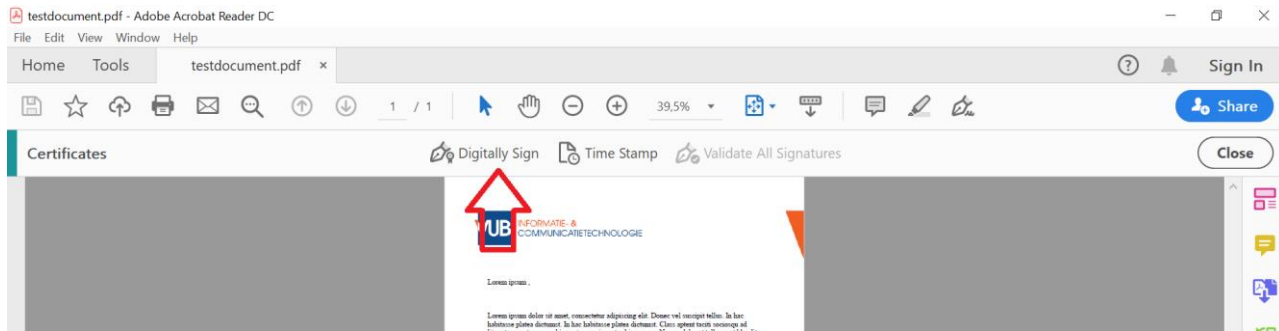 testdocument.pdf - Adobe Acrobat Reader DC
File Edit View Window Help
Home Tools testdocument.pdf × Sign In
1 / 1 39,5% Share
Certificates Digitally Sign Time Stamp Validate All Signatures Close
VUB INFORMATIE- &
COMMUNICATIETECHNOLOGIE
Lorem ipsum ,
Lorem ipsum dolor sit amet, consectetur adipiscing elit. Donec vel suscipit tellus. In hac
habitasse platea dictumst. In hac habitasse platea dictumst. Class aptent taciti sociosqu ad